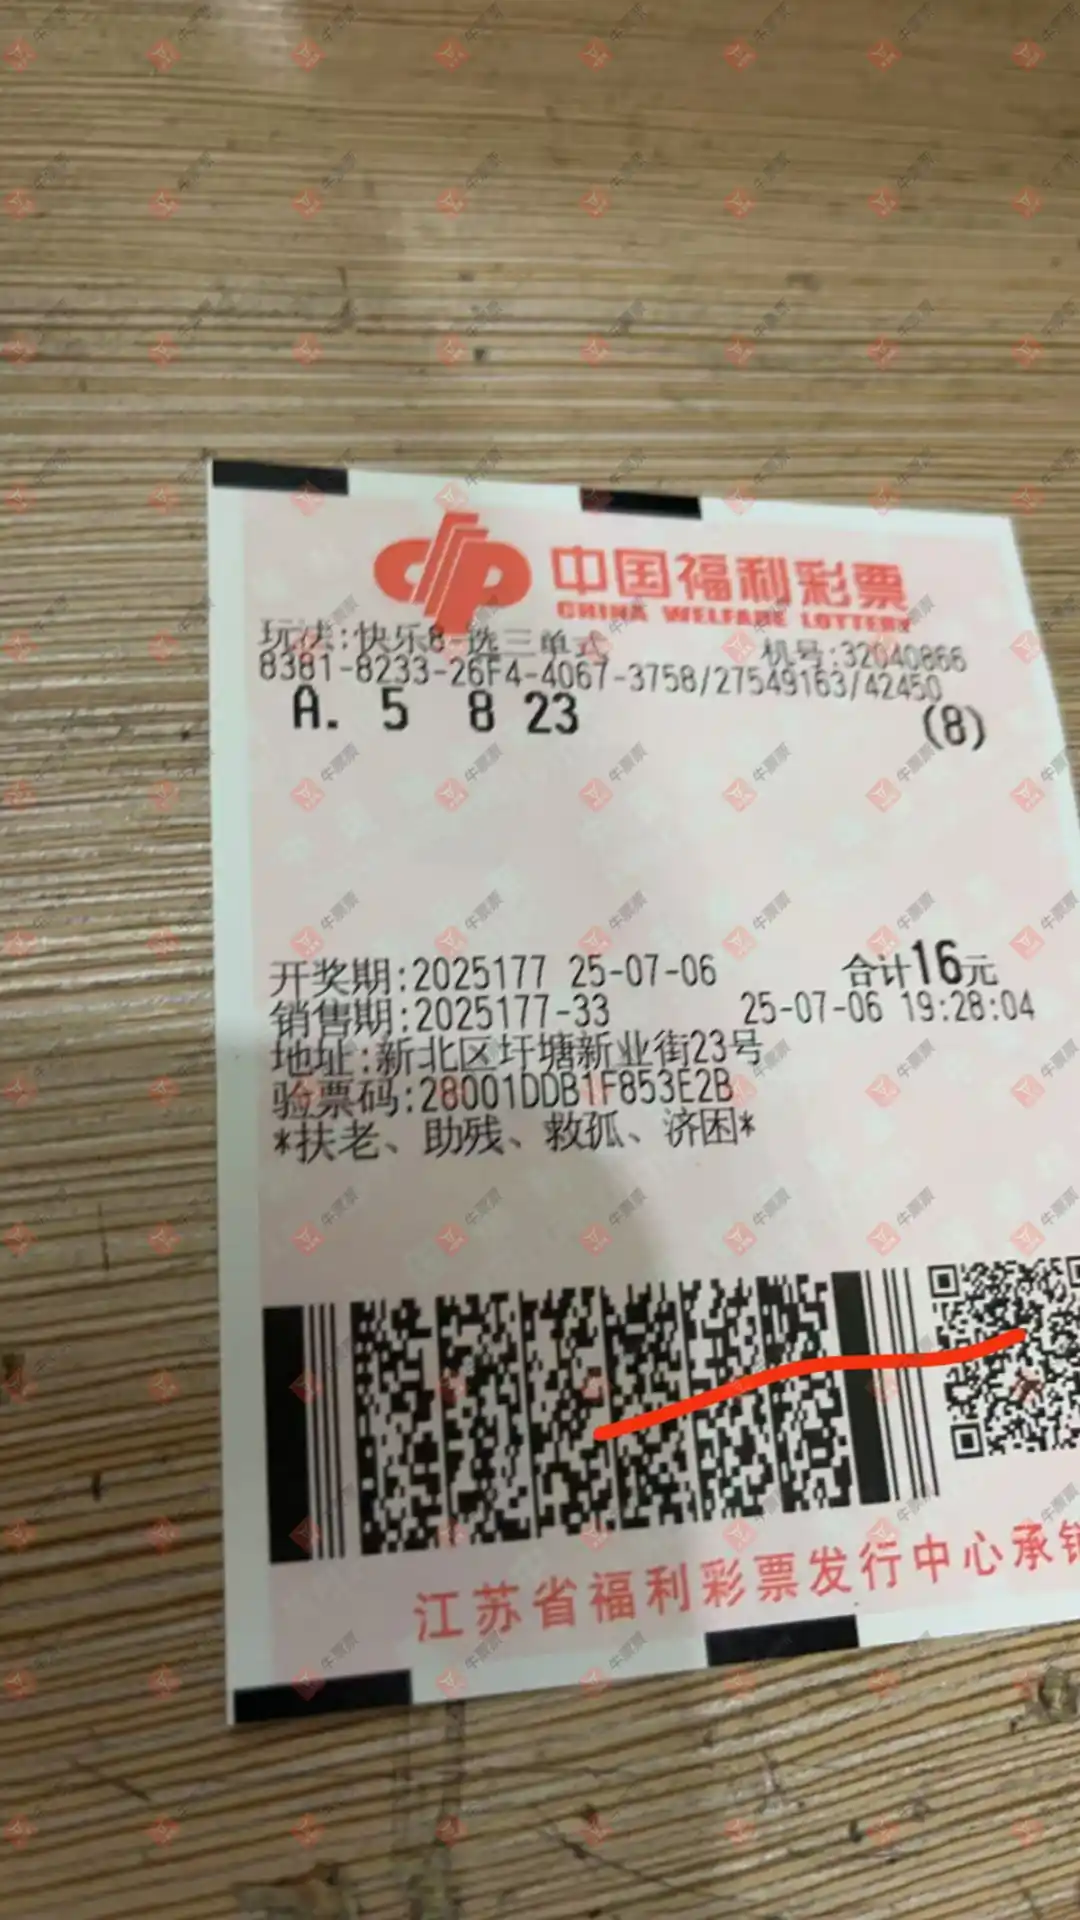 中国福利彩票
CHINA WELFARE LOTTERY
玩法:快乐8-选三单式 机号:32040866
8381-8233-26F4-4067-3758/27549163/42450
A. 5 8 23 (8)
开奖期:2025177 25-07-06 合计16元
销售期:2025177-33 25-07-06 19:28:04
地址:新北区圩塘新业街23号
验票码:28001DDB1F853E2B
*扶老、助残、救孤、济困*
江苏省福利彩票发行中心承销
牛票票